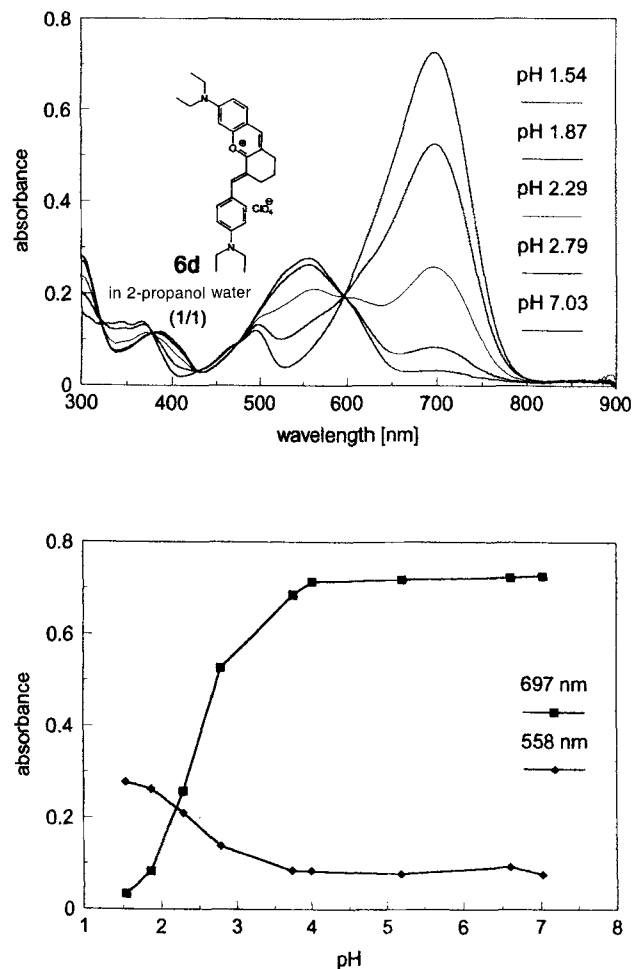 0.8
0.6
0.4
0.2
0
absorbance
N
O
⊕
ClO4 ⊖
N
6d
in 2-propanol water
(1/1)
pH 1.54
pH 1.87
pH 2.29
pH 2.79
pH 7.03
300 400 500 600 700 800 900
wavelength [nm]
0.8
0.6
0.4
0.2
0
absorbance
697 nm
558 nm
1 2 3 4 5 6 7 8
pH